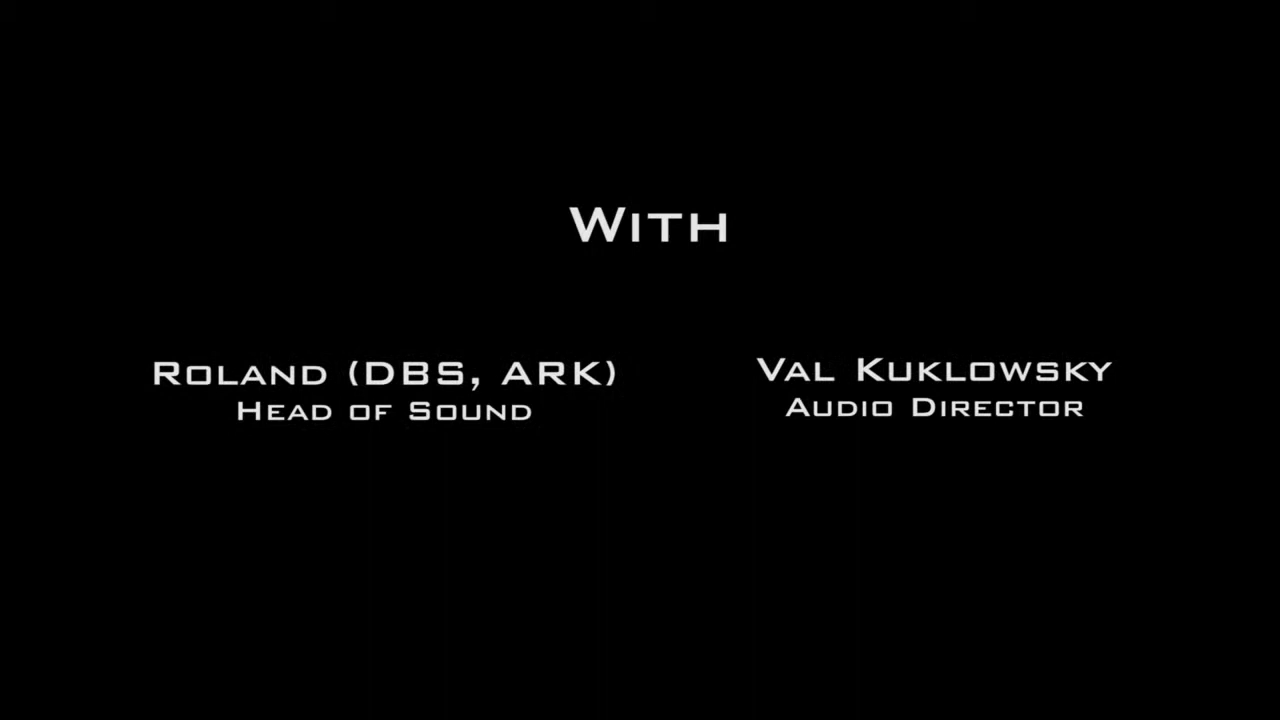 With
Roland (DBS, ARK)
Head of Sound
Val Kuklowsky
Audio Director